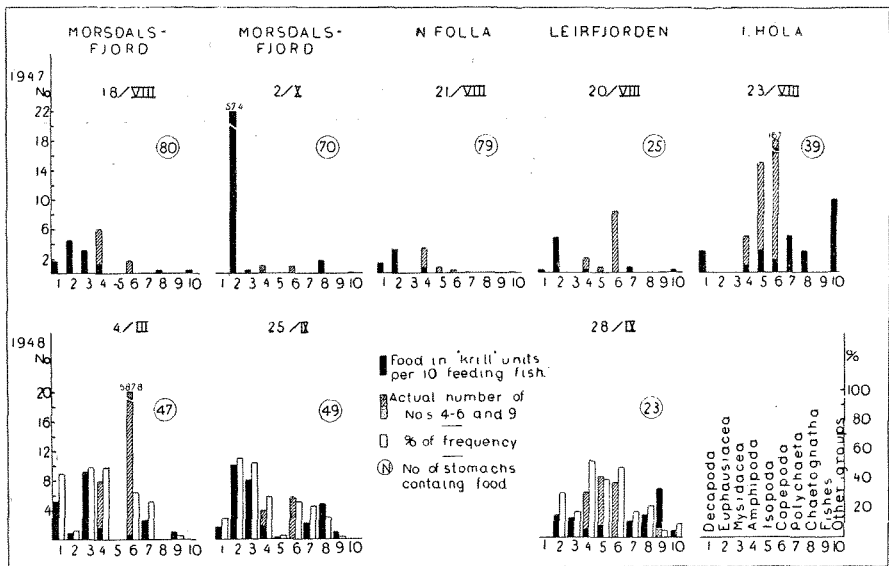 MORSDALS-
FJORD
MORSDALS-
FJORD
N FOLLA
LEIRFJORDEN
I. HOLA
1947
No
18/VIII
2/X
21/VIII
20/VIII
23/VIII
22
18
14
10
6
2
574
167
80
70
79
25
39
1 2 3 4 5 6 7 8 9 10
1 2 3 4 5 6 7 8 9 10
1 2 3 4 5 6 7 8 9 10
1 2 3 4 5 6 7 8 9 10
1 2 3 4 5 6 7 8 9 10
1948
No
4/III
25/IX
28/IX
20
16
12
8
4
5878
47
49
23
Food in "krill" units
per 10 feeding fish.
Actual number of
Nos 4-6 and 9
% of frequency
N No of stomachs
containg food
%
100
80
60
40
20
Decapoda
Euphausiacea
Mysidacea
Amphipoda
Isopoda
Copepoda
Polychaeta
Chaetognatha
Fishes
Other groups
1 2 3 4 5 6 7 8 9 10
1 2 3 4 5 6 7 8 9 10
1 2 3 4 5 6 7 8 9 10
1 2 3 4 5 6 7 8 9 10